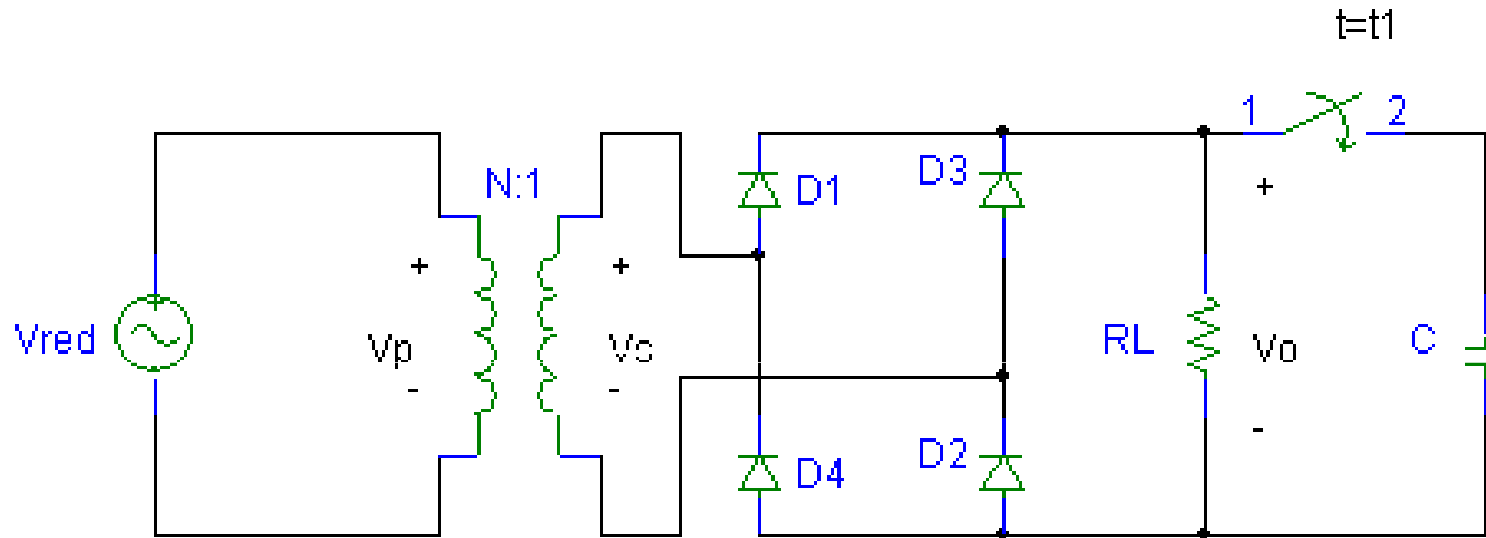 t=t1
1 2
N:1
D1
D3
+ + +
Vred
Vp
Vs
RL
Vo
C
- - -
D4
D2